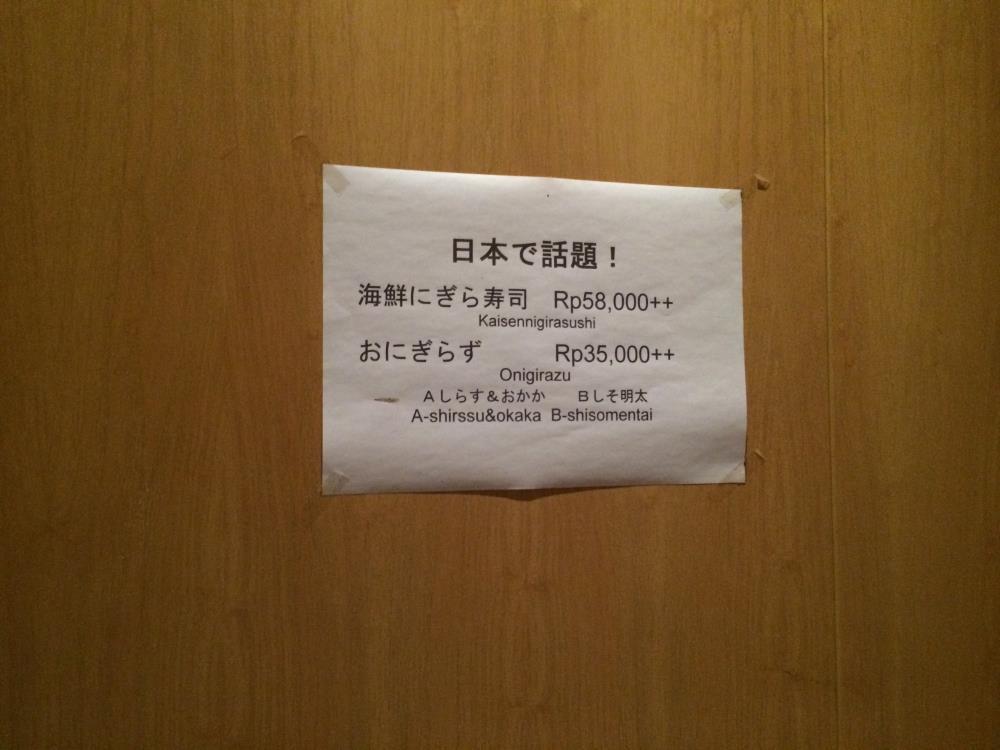 日本で話題！
海鮮にぎら寿司 Rp58,000++
Kaisennigirasushi
おにぎらず Rp35,000++
Onigirazu
Aしらす&おかか Bしそ明太
A-shirssu&okaka B-shisomentai